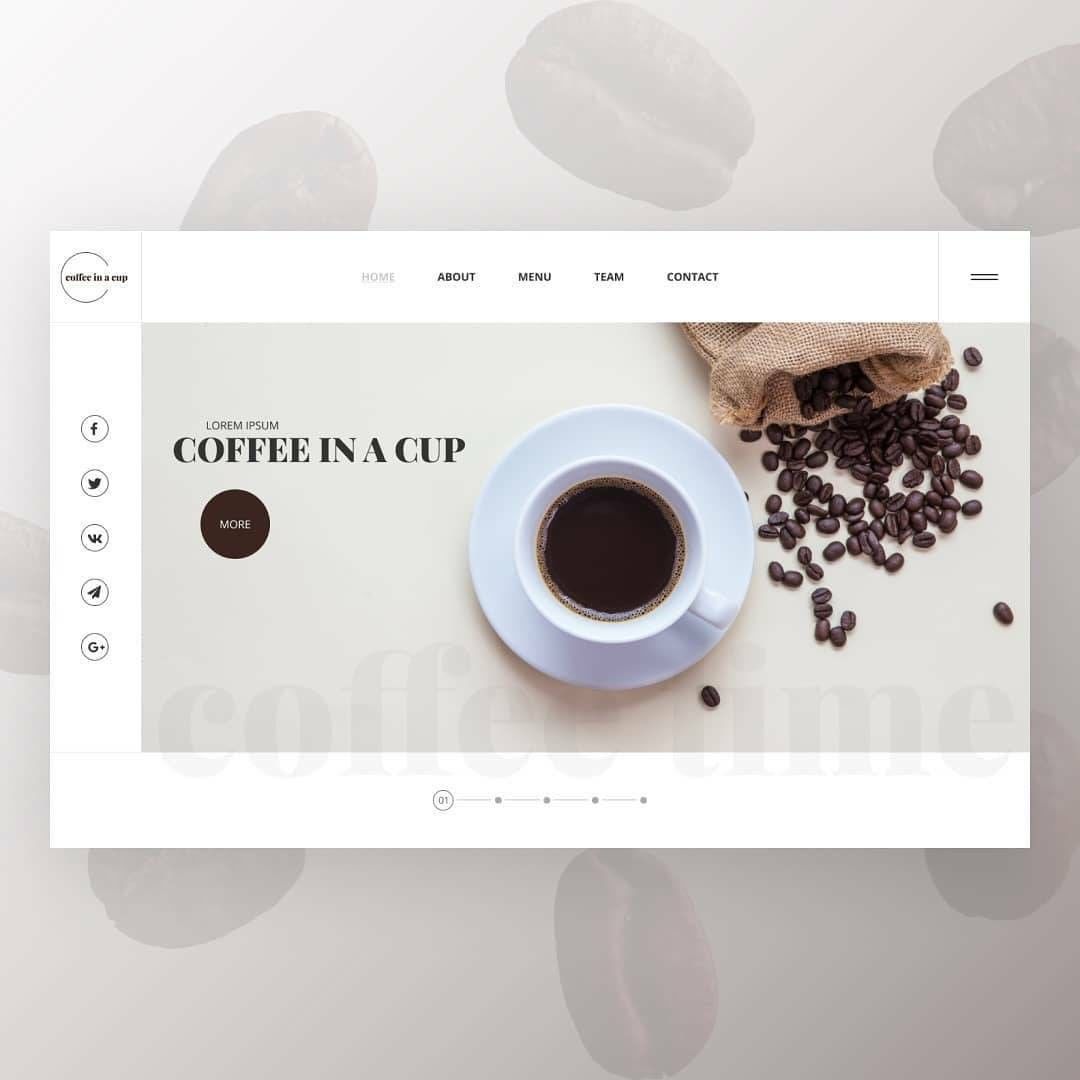 coffee in a cup
HOME ABOUT MENU TEAM CONTACT
LOREM IPSUM
COFFEE IN A CUP
MORE
G+
coffee time
01